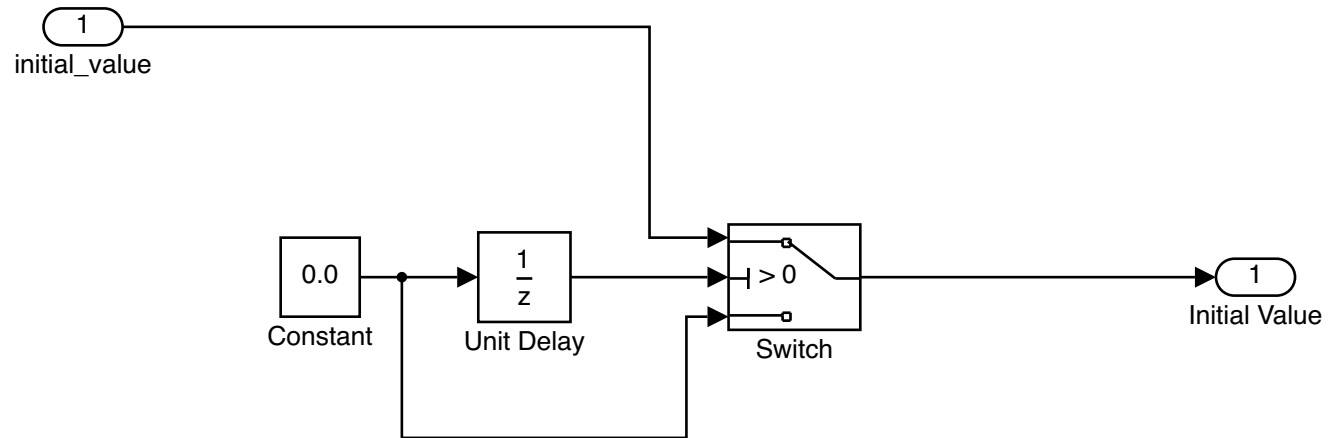 1
initial_value
0.0
Constant
1
z
Unit Delay
> 0
Switch
1
Initial Value